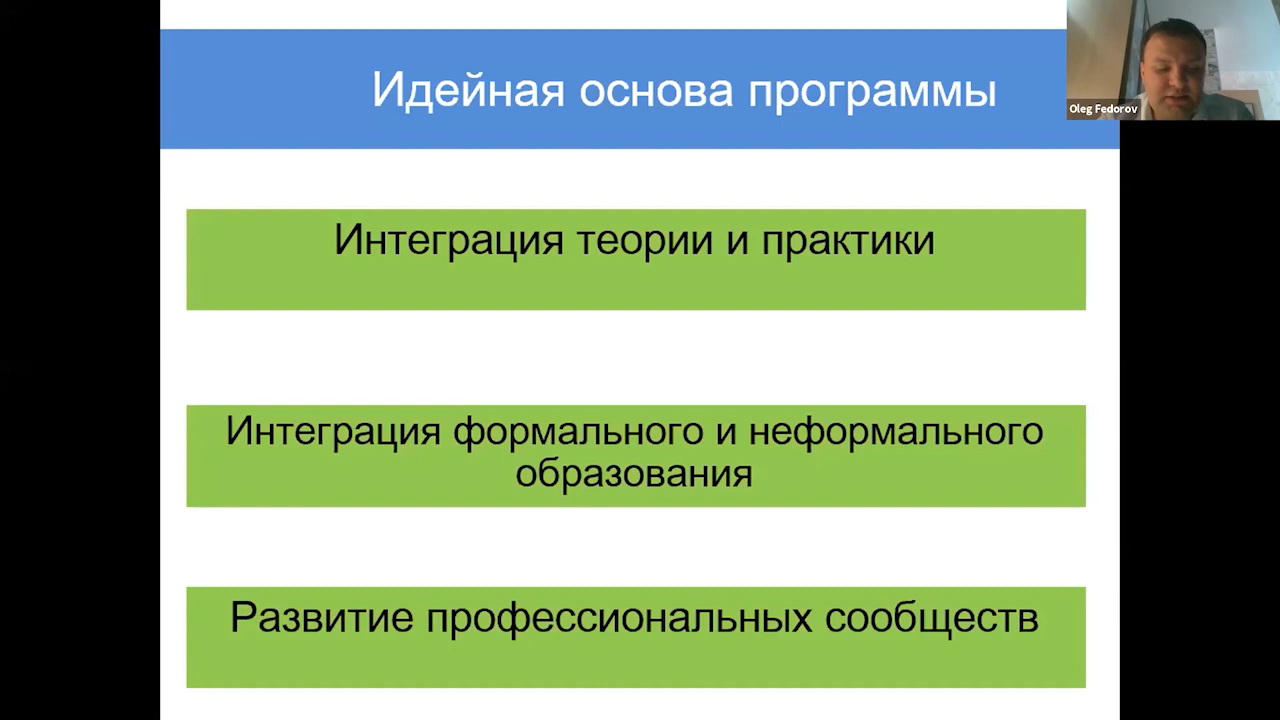 Идейная основа программы
Oleg Fedorov
Интеграция теории и практики
Интеграция формального и неформального
образования
Развитие профессиональных сообществ